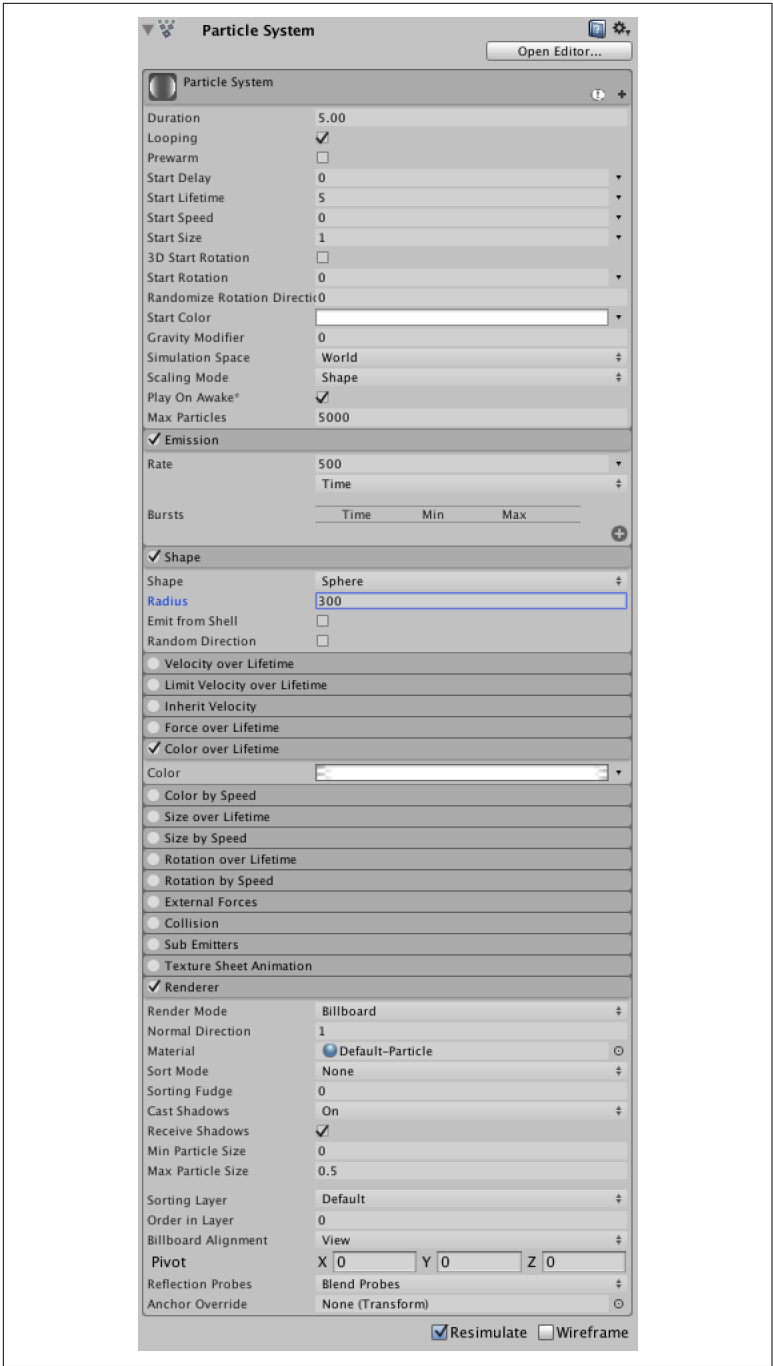 Particle System
Open Editor...
Particle System
Duration 5.00
Looping
Prewarm
Start Delay 0
Start Lifetime 5
Start Speed 0
Start Size 1
3D Start Rotation
Start Rotation 0
Randomize Rotation Directic0
Start Color
Gravity Modifier 0
Simulation Space World
Scaling Mode Shape
Play On Awake*
Max Particles 5000
Emission
Rate 500
Time
Bursts Time Min Max
Shape
Shape Sphere
Radius 300
Emit from Shell
Random Direction
Velocity over Lifetime
Limit Velocity over Lifetime
Inherit Velocity
Force over Lifetime
Color over Lifetime
Color
Color by Speed
Size over Lifetime
Size by Speed
Rotation over Lifetime
Rotation by Speed
External Forces
Collision
Sub Emitters
Texture Sheet Animation
Renderer
Render Mode Billboard
Normal Direction 1
Material Default-Particle
Sort Mode None
Sorting Fudge 0
Cast Shadows On
Receive Shadows
Min Particle Size 0
Max Particle Size 0.5
Sorting Layer Default
Order in Layer 0
Billboard Alignment View
Pivot X 0 Y 0 Z 0
Reflection Probes Blend Probes
Anchor Override None (Transform)
Resimulate Wireframe